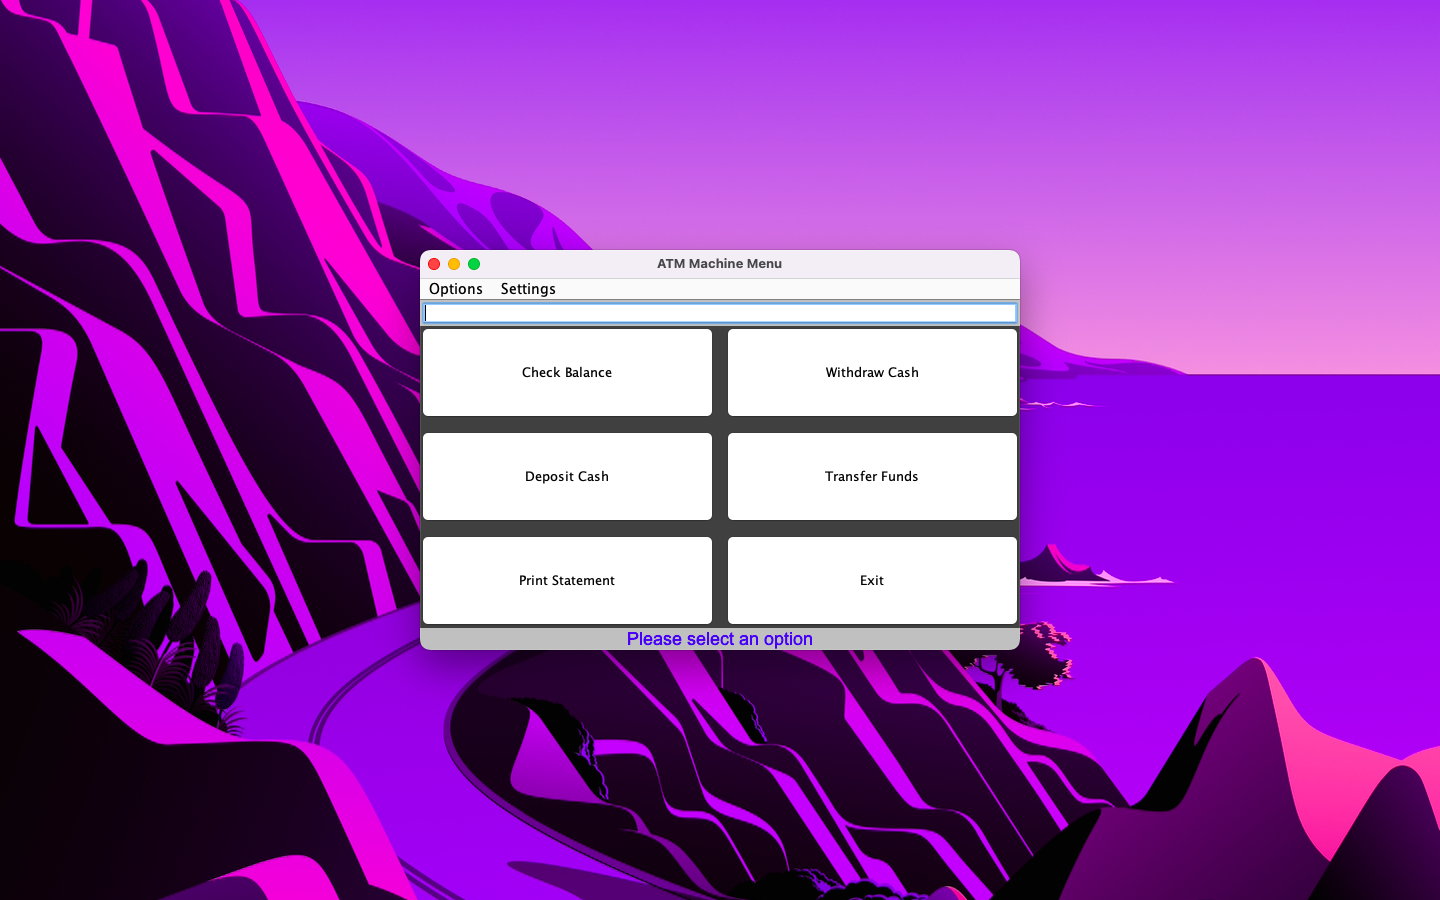 ATM Machine Menu
Options Settings
Check Balance Withdraw Cash
Deposit Cash Transfer Funds
Print Statement Exit
Please select an option